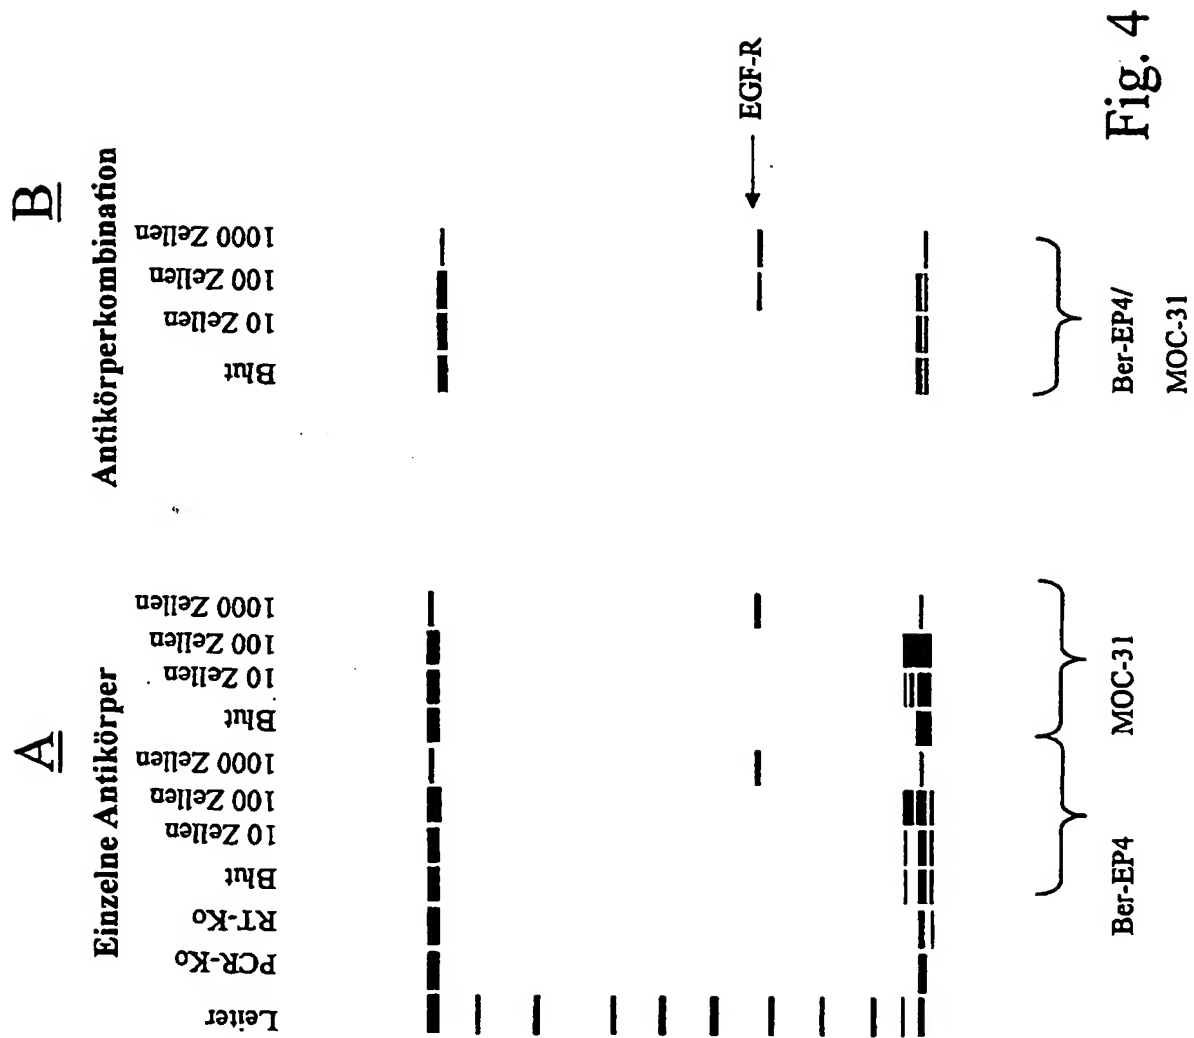 A
Einzelne Antikörper
Leiter
PCR-Ko
RT-Ko
Blut
10 Zellen
100 Zellen
1000 Zellen
Blut
10 Zellen
100 Zellen
1000 Zellen
Ber-EP4
MOC-31
B
Antikörperkombination
Blut
10 Zellen
100 Zellen
1000 Zellen
EGF-R
Ber-EP4/
MOC-31
Fig. 4